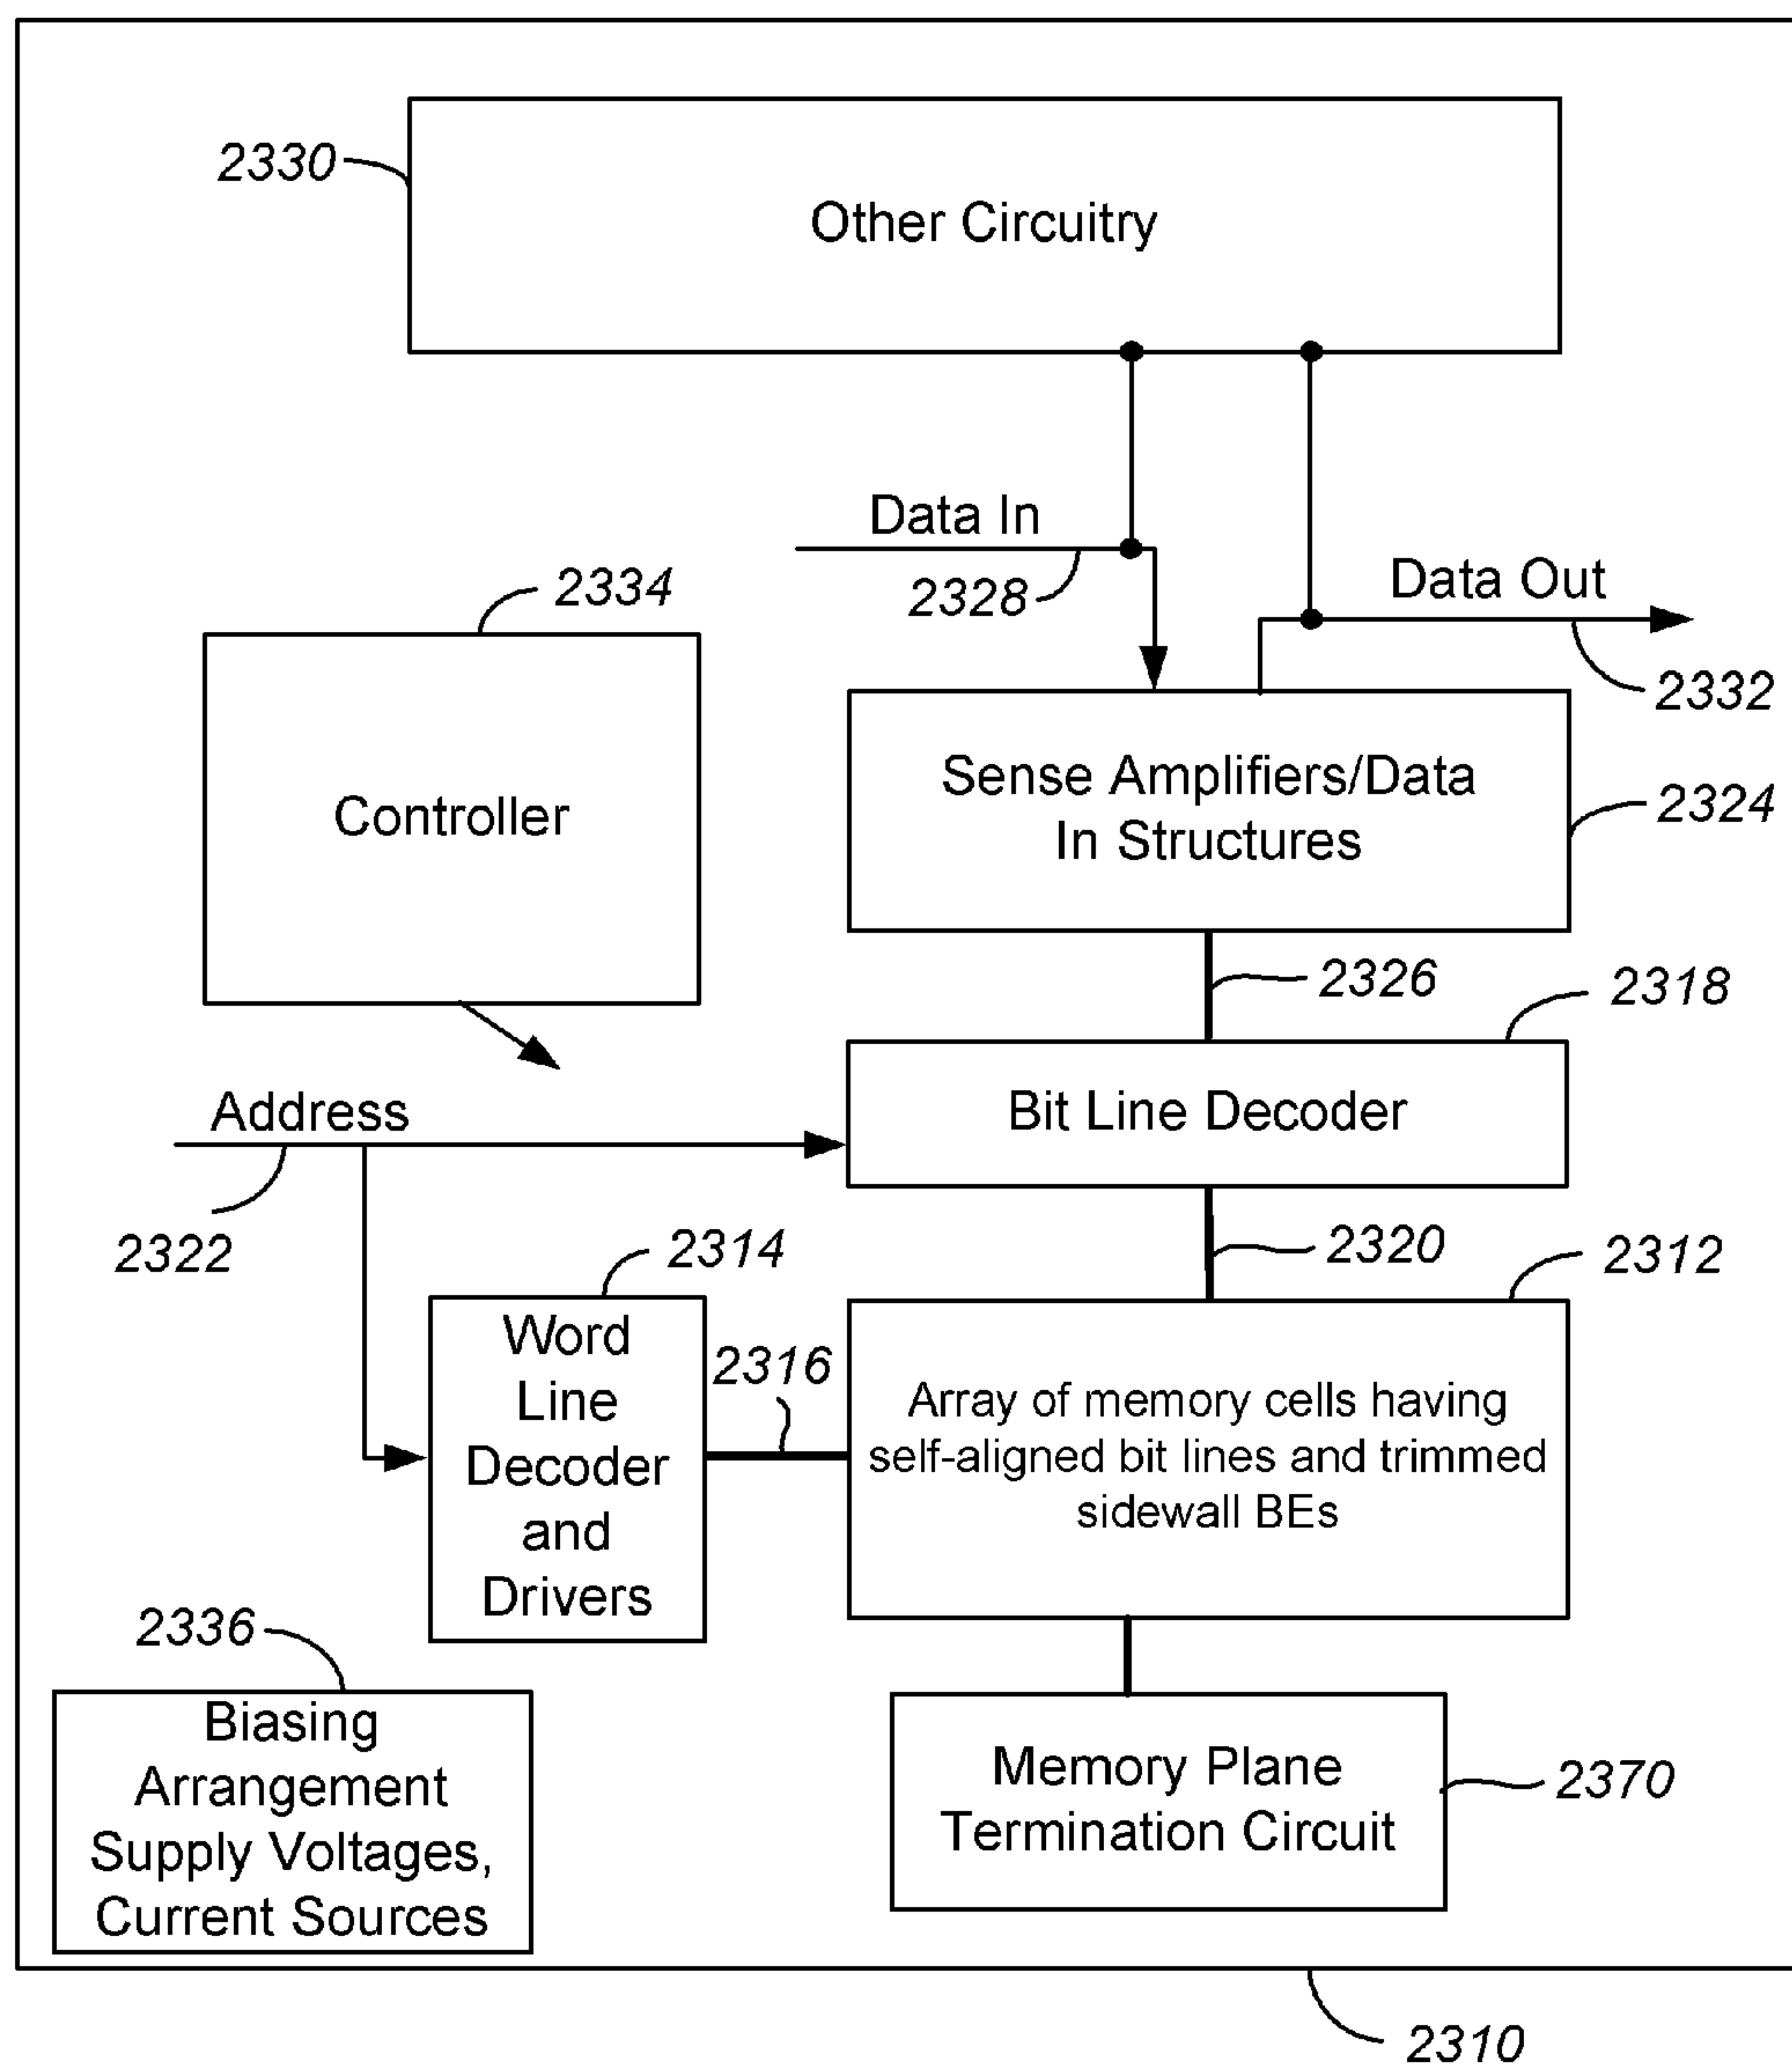 2330
Other Circuitry
Data In
2328
2334
Data Out
2332
Controller
Sense Amplifiers/Data
In Structures
2324
2326
2318
Address
Bit Line Decoder
2322
2314
2320
2312
Word
Line
Decoder
and
Drivers
2316
Array of memory cells having
self-aligned bit lines and trimmed
sidewall BEs
2336
Biasing
Arrangement
Supply Voltages,
Current Sources
Memory Plane
Termination Circuit
2370
2310